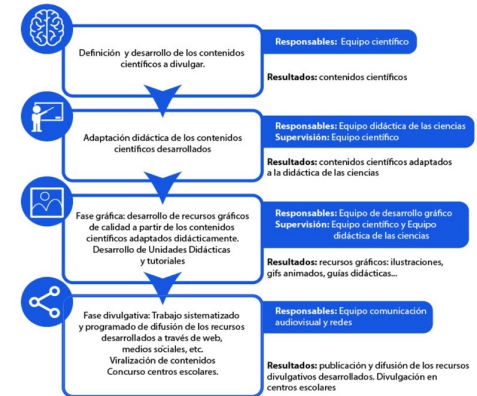 Definición y desarrollo de los contenidos
científicos a divulgar.
Responsables: Equipo científico
Resultados: contenidos científicos
Adaptación didáctica de los contenidos
científicos desarrollados
Responsables: Equipo didáctica de las ciencias
Supervisión: Equipo científico
Resultados: contenidos científicos adaptados
a la didáctica de las ciencias
Fase gráfica: desarrollo de recursos gráficos
de calidad a partir de los contenidos
científicos adaptados didácticamente.
Desarrollo de Unidades Didácticas
y tutoriales
Responsables: Equipo de desarrollo gráfico
Supervisión: Equipo científico y Equipo
didáctica de las ciencias
Resultados: recursos gráficos: ilustraciones,
gifs animados, guías didácticas...
Fase divulgativa: Trabajo sistematizado
y programado de difusión de los recursos
desarrollados a través de web,
medios sociales, etc.
Viralización de contenidos
Concurso centros escolares.
Responsables: Equipo comunicación
audiovisual y redes
Resultados: publicación y difusión de los recursos
divulgativos desarrollados. Divulgación en
centros escolares